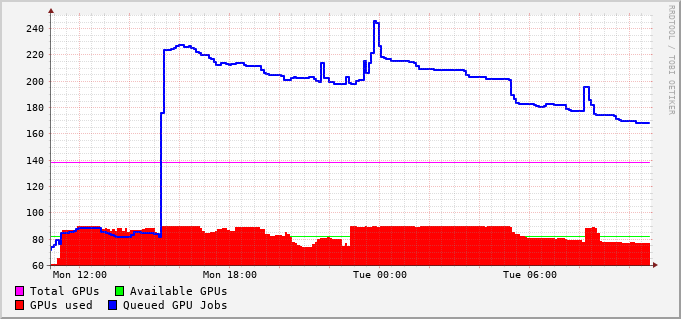 240
220
200
180
160
140
120
100
80
60
Mon 12:00 Mon 18:00 Tue 00:00 Tue 06:00
Total GPUs Available GPUs
GPUs used Queued GPU Jobs
RRDTOOL / TOBI OETIKER